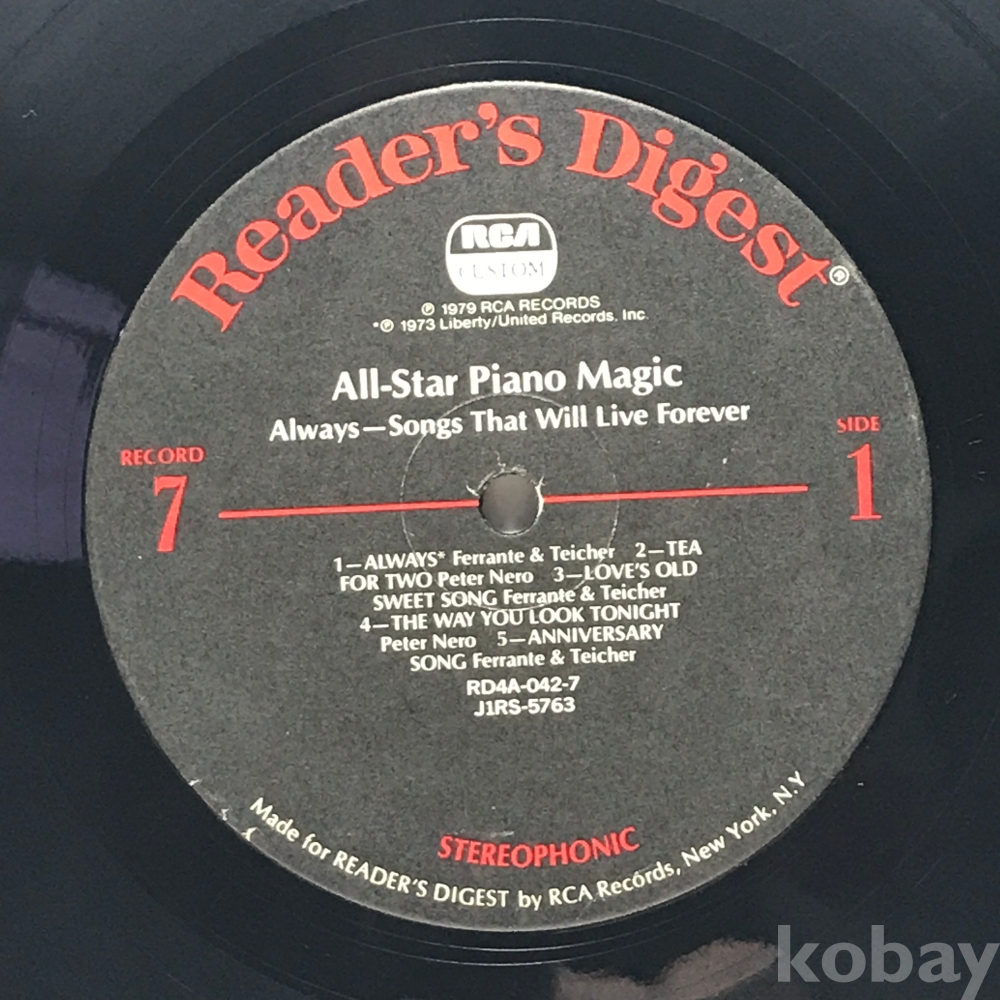 Reader's Digest®
RCA
CUSTOM
℗ 1979 RCA RECORDS
*℗ 1973 Liberty/United Records, Inc.
All-Star Piano Magic
Always—Songs That Will Live Forever
RECORD
7
SIDE
1
1—ALWAYS* Ferrante & Teicher 2—TEA
FOR TWO Peter Nero 3—LOVE'S OLD
SWEET SONG Ferrante & Teicher
4—THE WAY YOU LOOK TONIGHT
Peter Nero 5—ANNIVERSARY
SONG Ferrante & Teicher
RD4A-042-7
J1RS-5763
STEREOPHONIC
Made for READER'S DIGEST by RCA Records, New York, N.Y
kobay